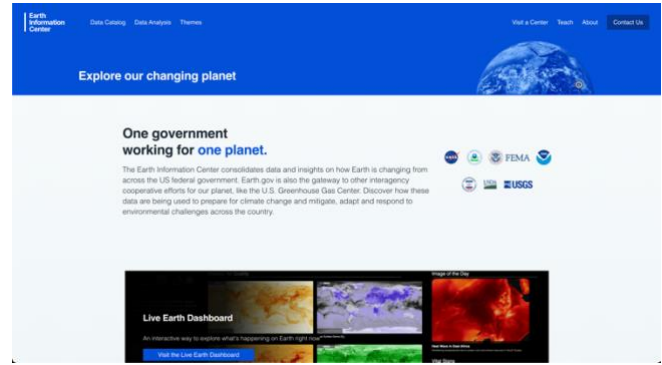 Earth
Information
Center
Data Catalog Data Analysis Themes
Visit a Center Teach About Contact Us
Explore our changing planet
One government
working for one planet.
The Earth Information Center consolidates data and insights on how Earth is changing from
across the US federal government. Earth.gov is also the gateway to other interagency
cooperative efforts for our planet, like the U.S. Greenhouse Gas Center. Discover how these
data are being used to prepare for climate change and mitigate, adapt and respond to
environmental challenges across the country.
NASA
FEMA
USDA
USGS
Image of the Day
Live Earth Dashboard
An interactive way to explore what's happening on Earth right now
Visit the Live Earth Dashboard
Vital Signs